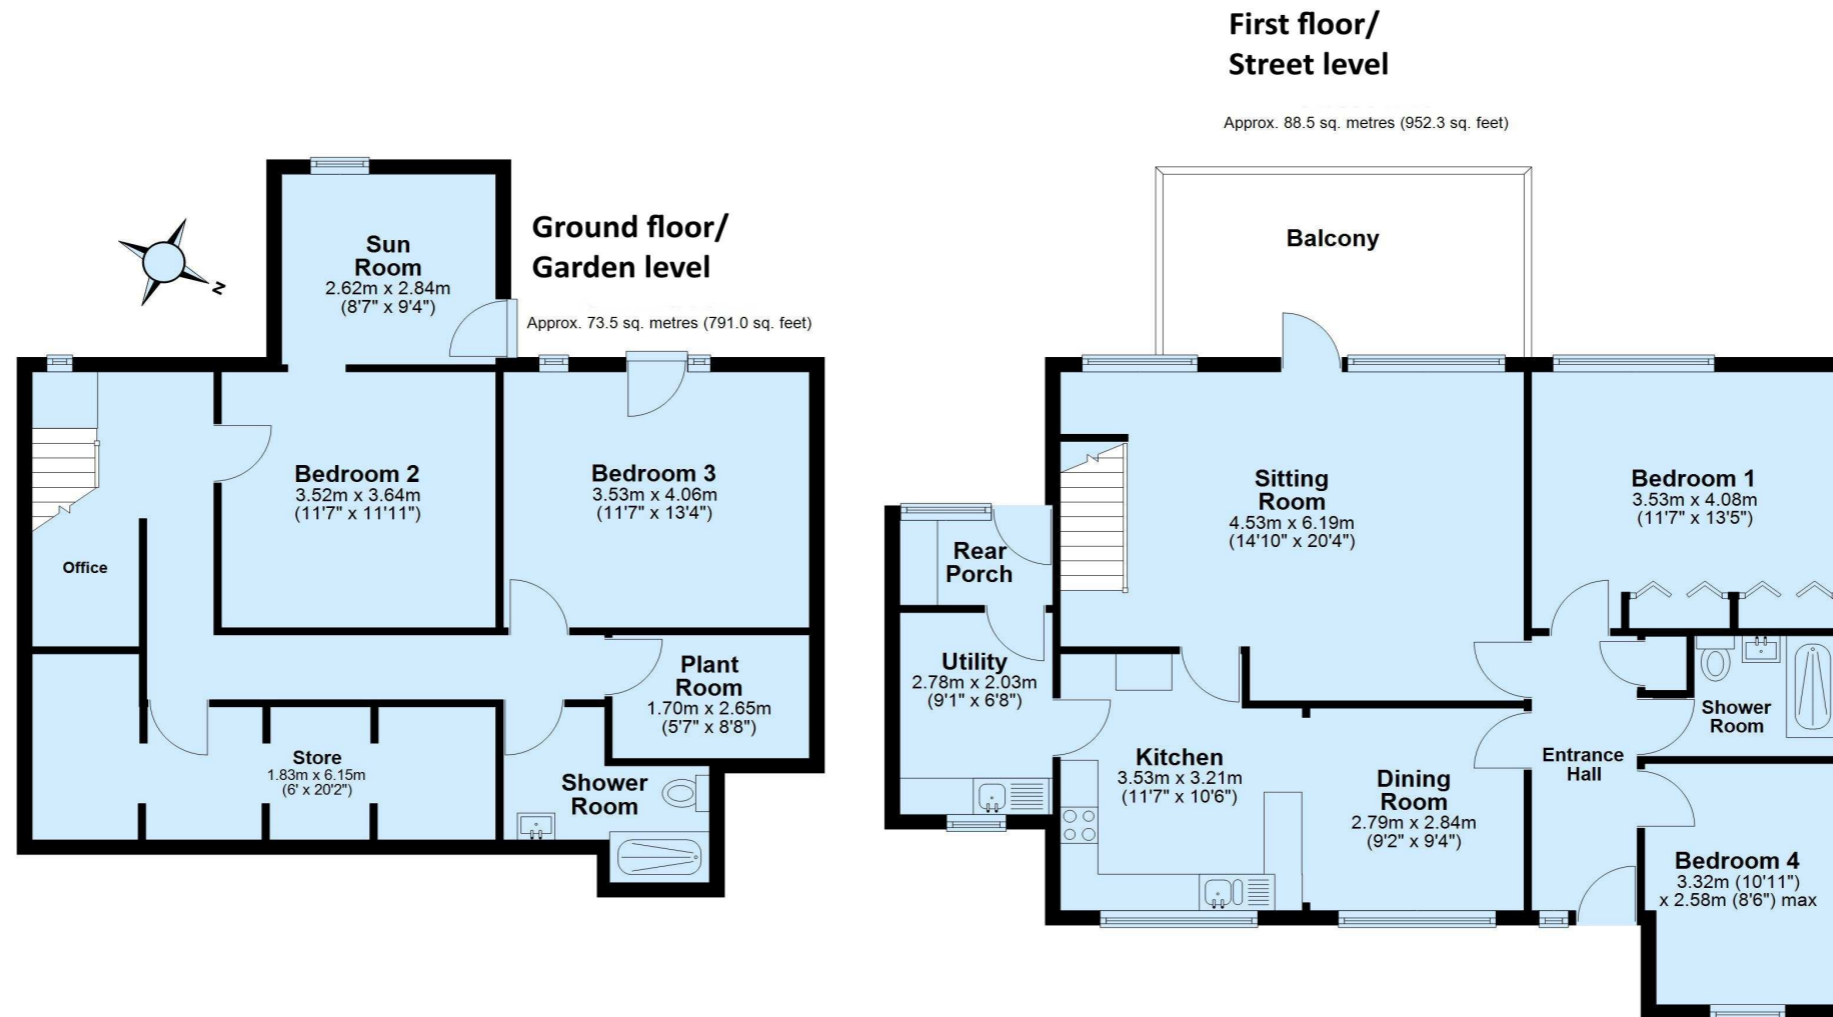 First floor/
Street level
Approx. 88.5 sq. metres (952.3 sq. feet)
Ground floor/
Garden level
Approx. 73.5 sq. metres (791.0 sq. feet)
N
Sun
Room
2.62m x 2.84m
(8'7" x 9'4")
Bedroom 2
3.52m x 3.64m
(11'7" x 11'11")
Bedroom 3
3.53m x 4.06m
(11'7" x 13'4")
Office
Plant
Room
1.70m x 2.65m
(5'7" x 8'8")
Store
1.83m x 6.15m
(6' x 20'2")
Shower
Room
Balcony
Sitting
Room
4.53m x 6.19m
(14'10" x 20'4")
Bedroom 1
3.53m x 4.08m
(11'7" x 13'5")
Rear
Porch
Utility
2.78m x 2.03m
(9'1" x 6'8")
Kitchen
3.53m x 3.21m
(11'7" x 10'6")
Dining
Room
2.79m x 2.84m
(9'2" x 9'4")
Entrance
Hall
Shower
Room
Bedroom 4
3.32m (10'11")
x 2.58m (8'6") max